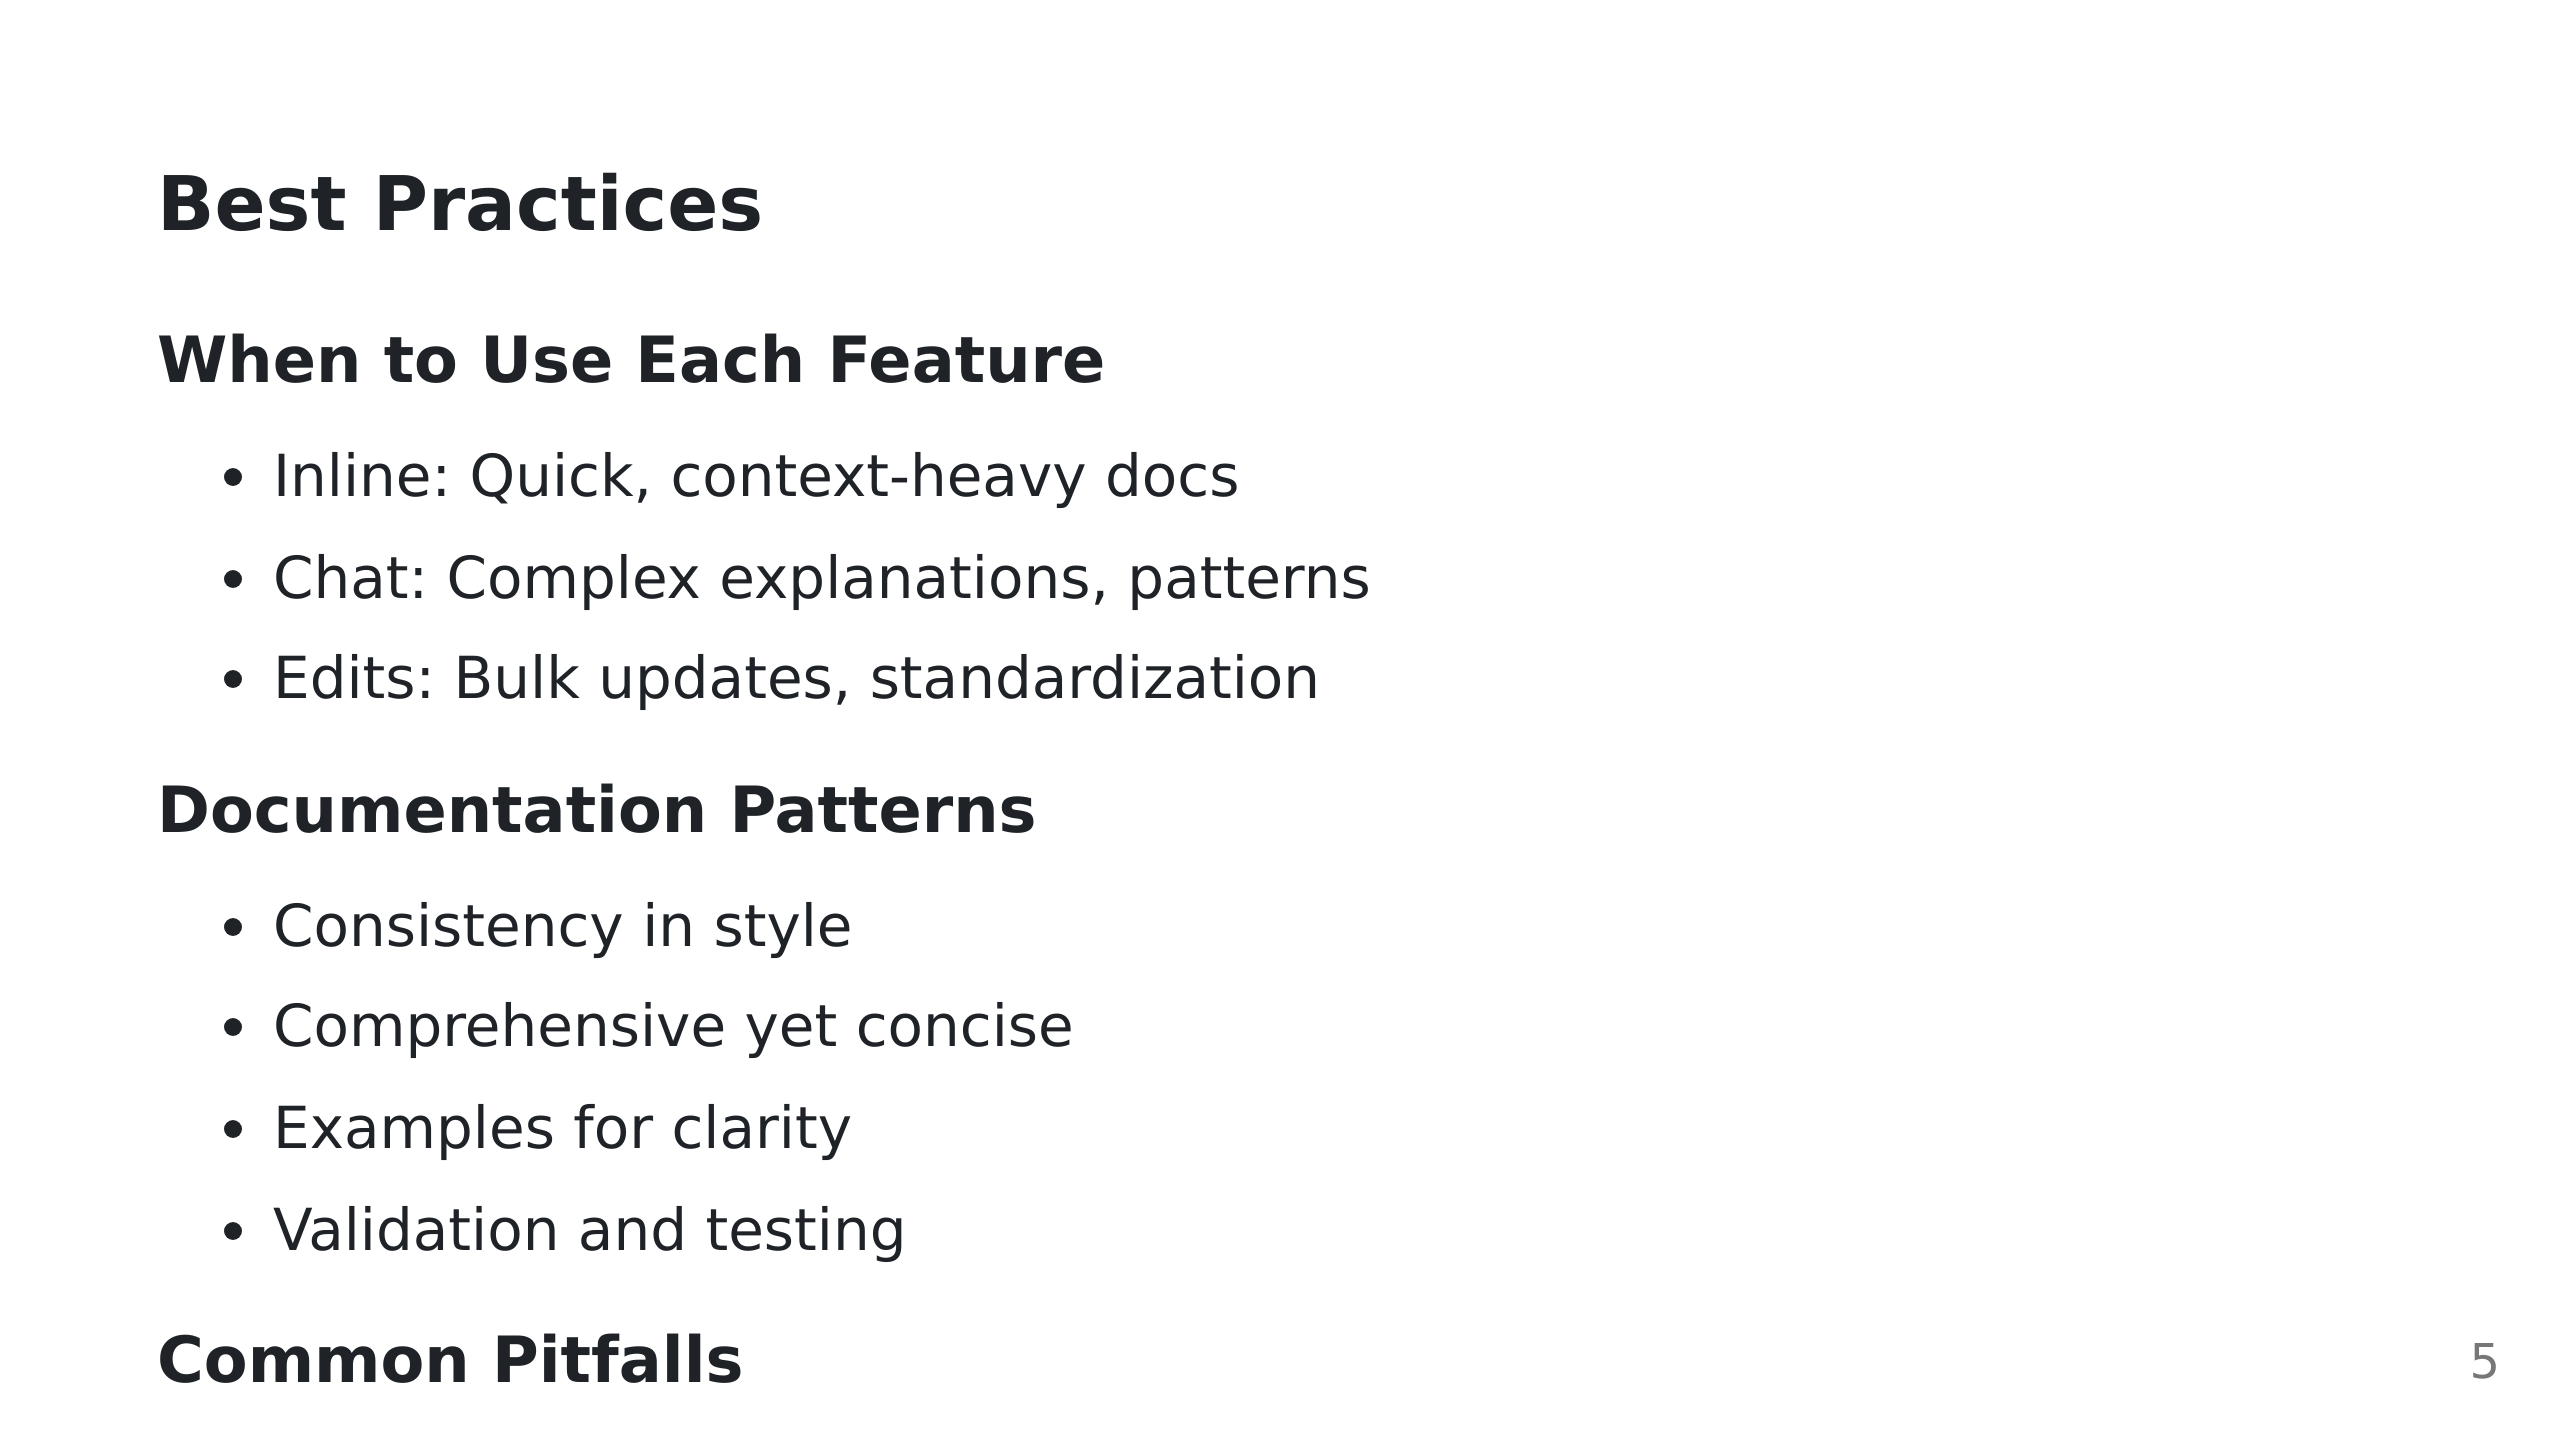 Best Practices
When to Use Each Feature
• Inline: Quick, context-heavy docs
• Chat: Complex explanations, patterns
• Edits: Bulk updates, standardization
Documentation Patterns
• Consistency in style
• Comprehensive yet concise
• Examples for clarity
• Validation and testing
Common Pitfalls
5